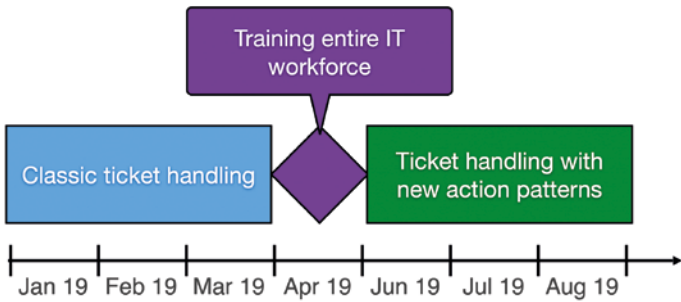 Training entire IT
workforce
Classic ticket handling
Ticket handling with
new action patterns
Jan 19 Feb 19 Mar 19 Apr 19 Jun 19 Jul 19 Aug 19